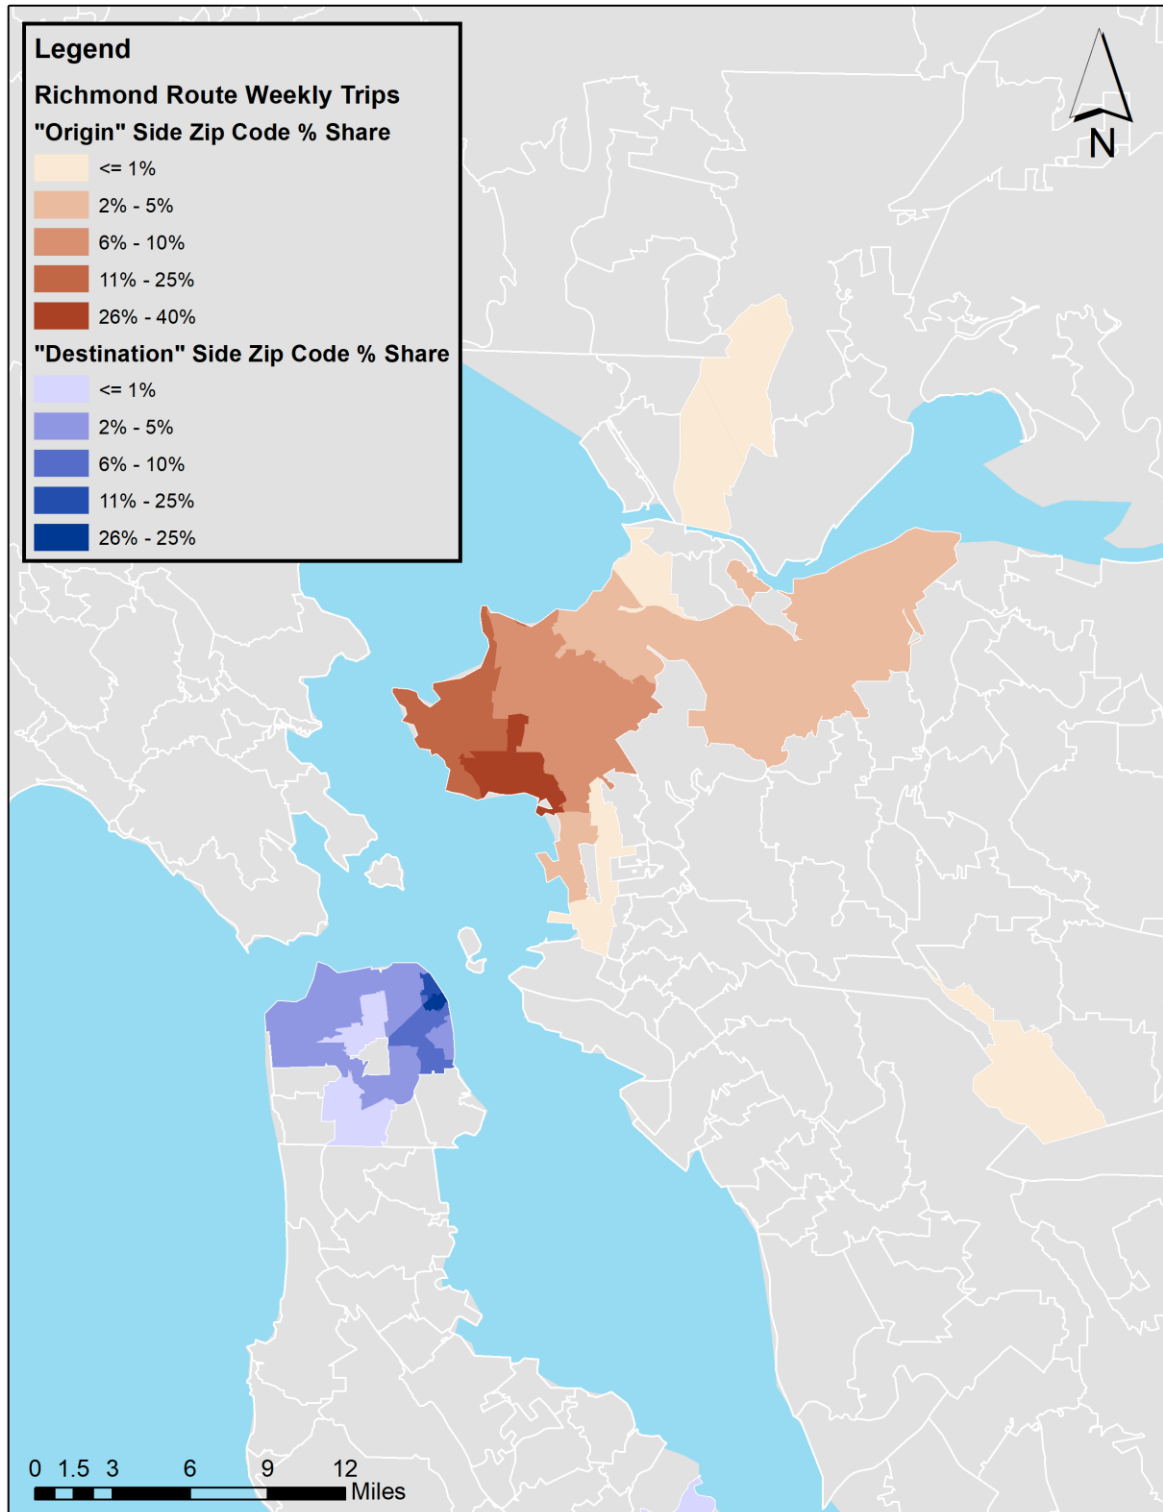 Legend
Richmond Route Weekly Trips
"Origin" Side Zip Code % Share
<= 1%
2% - 5%
6% - 10%
11% - 25%
26% - 40%
"Destination" Side Zip Code % Share
<= 1%
2% - 5%
6% - 10%
11% - 25%
26% - 25%
N
0 1.5 3 6 9 12
Miles